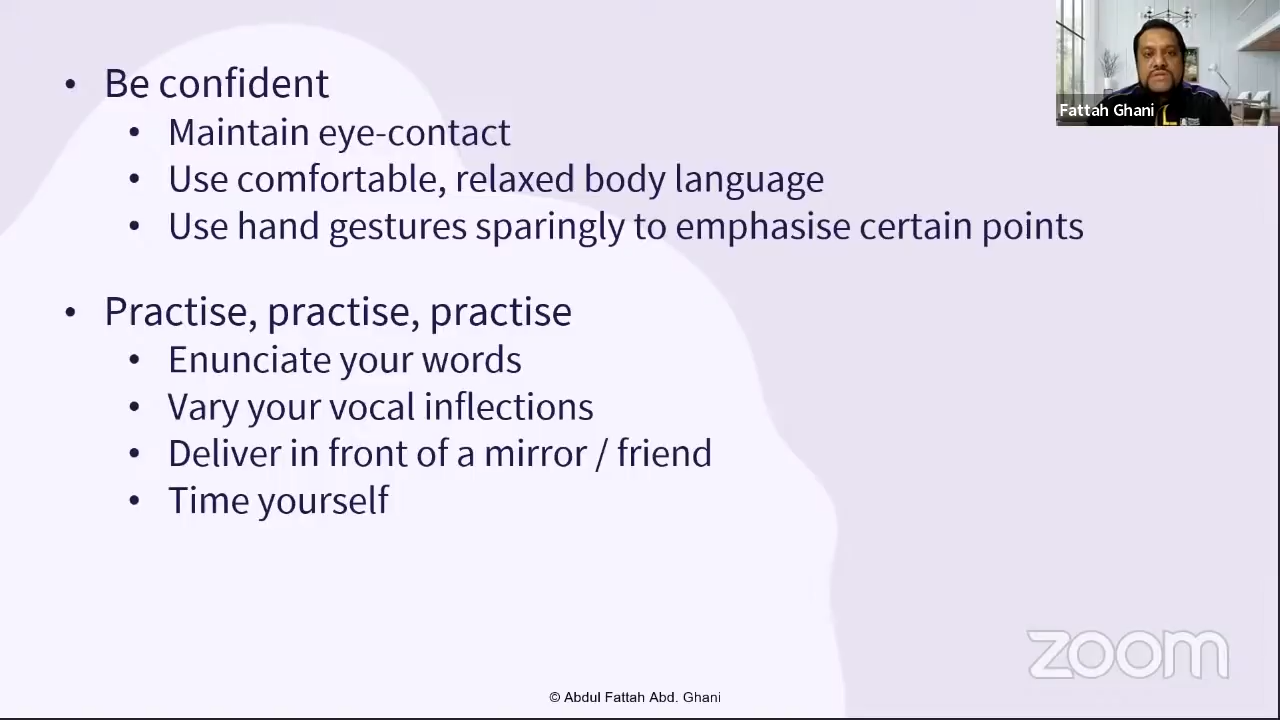 • Be confident
• Maintain eye-contact
• Use comfortable, relaxed body language
• Use hand gestures sparingly to emphasise certain points
• Practise, practise, practise
• Enunciate your words
• Vary your vocal inflections
• Deliver in front of a mirror / friend
• Time yourself
Fattah Ghani
zoom
© Abdul Fattah Abd. Ghani